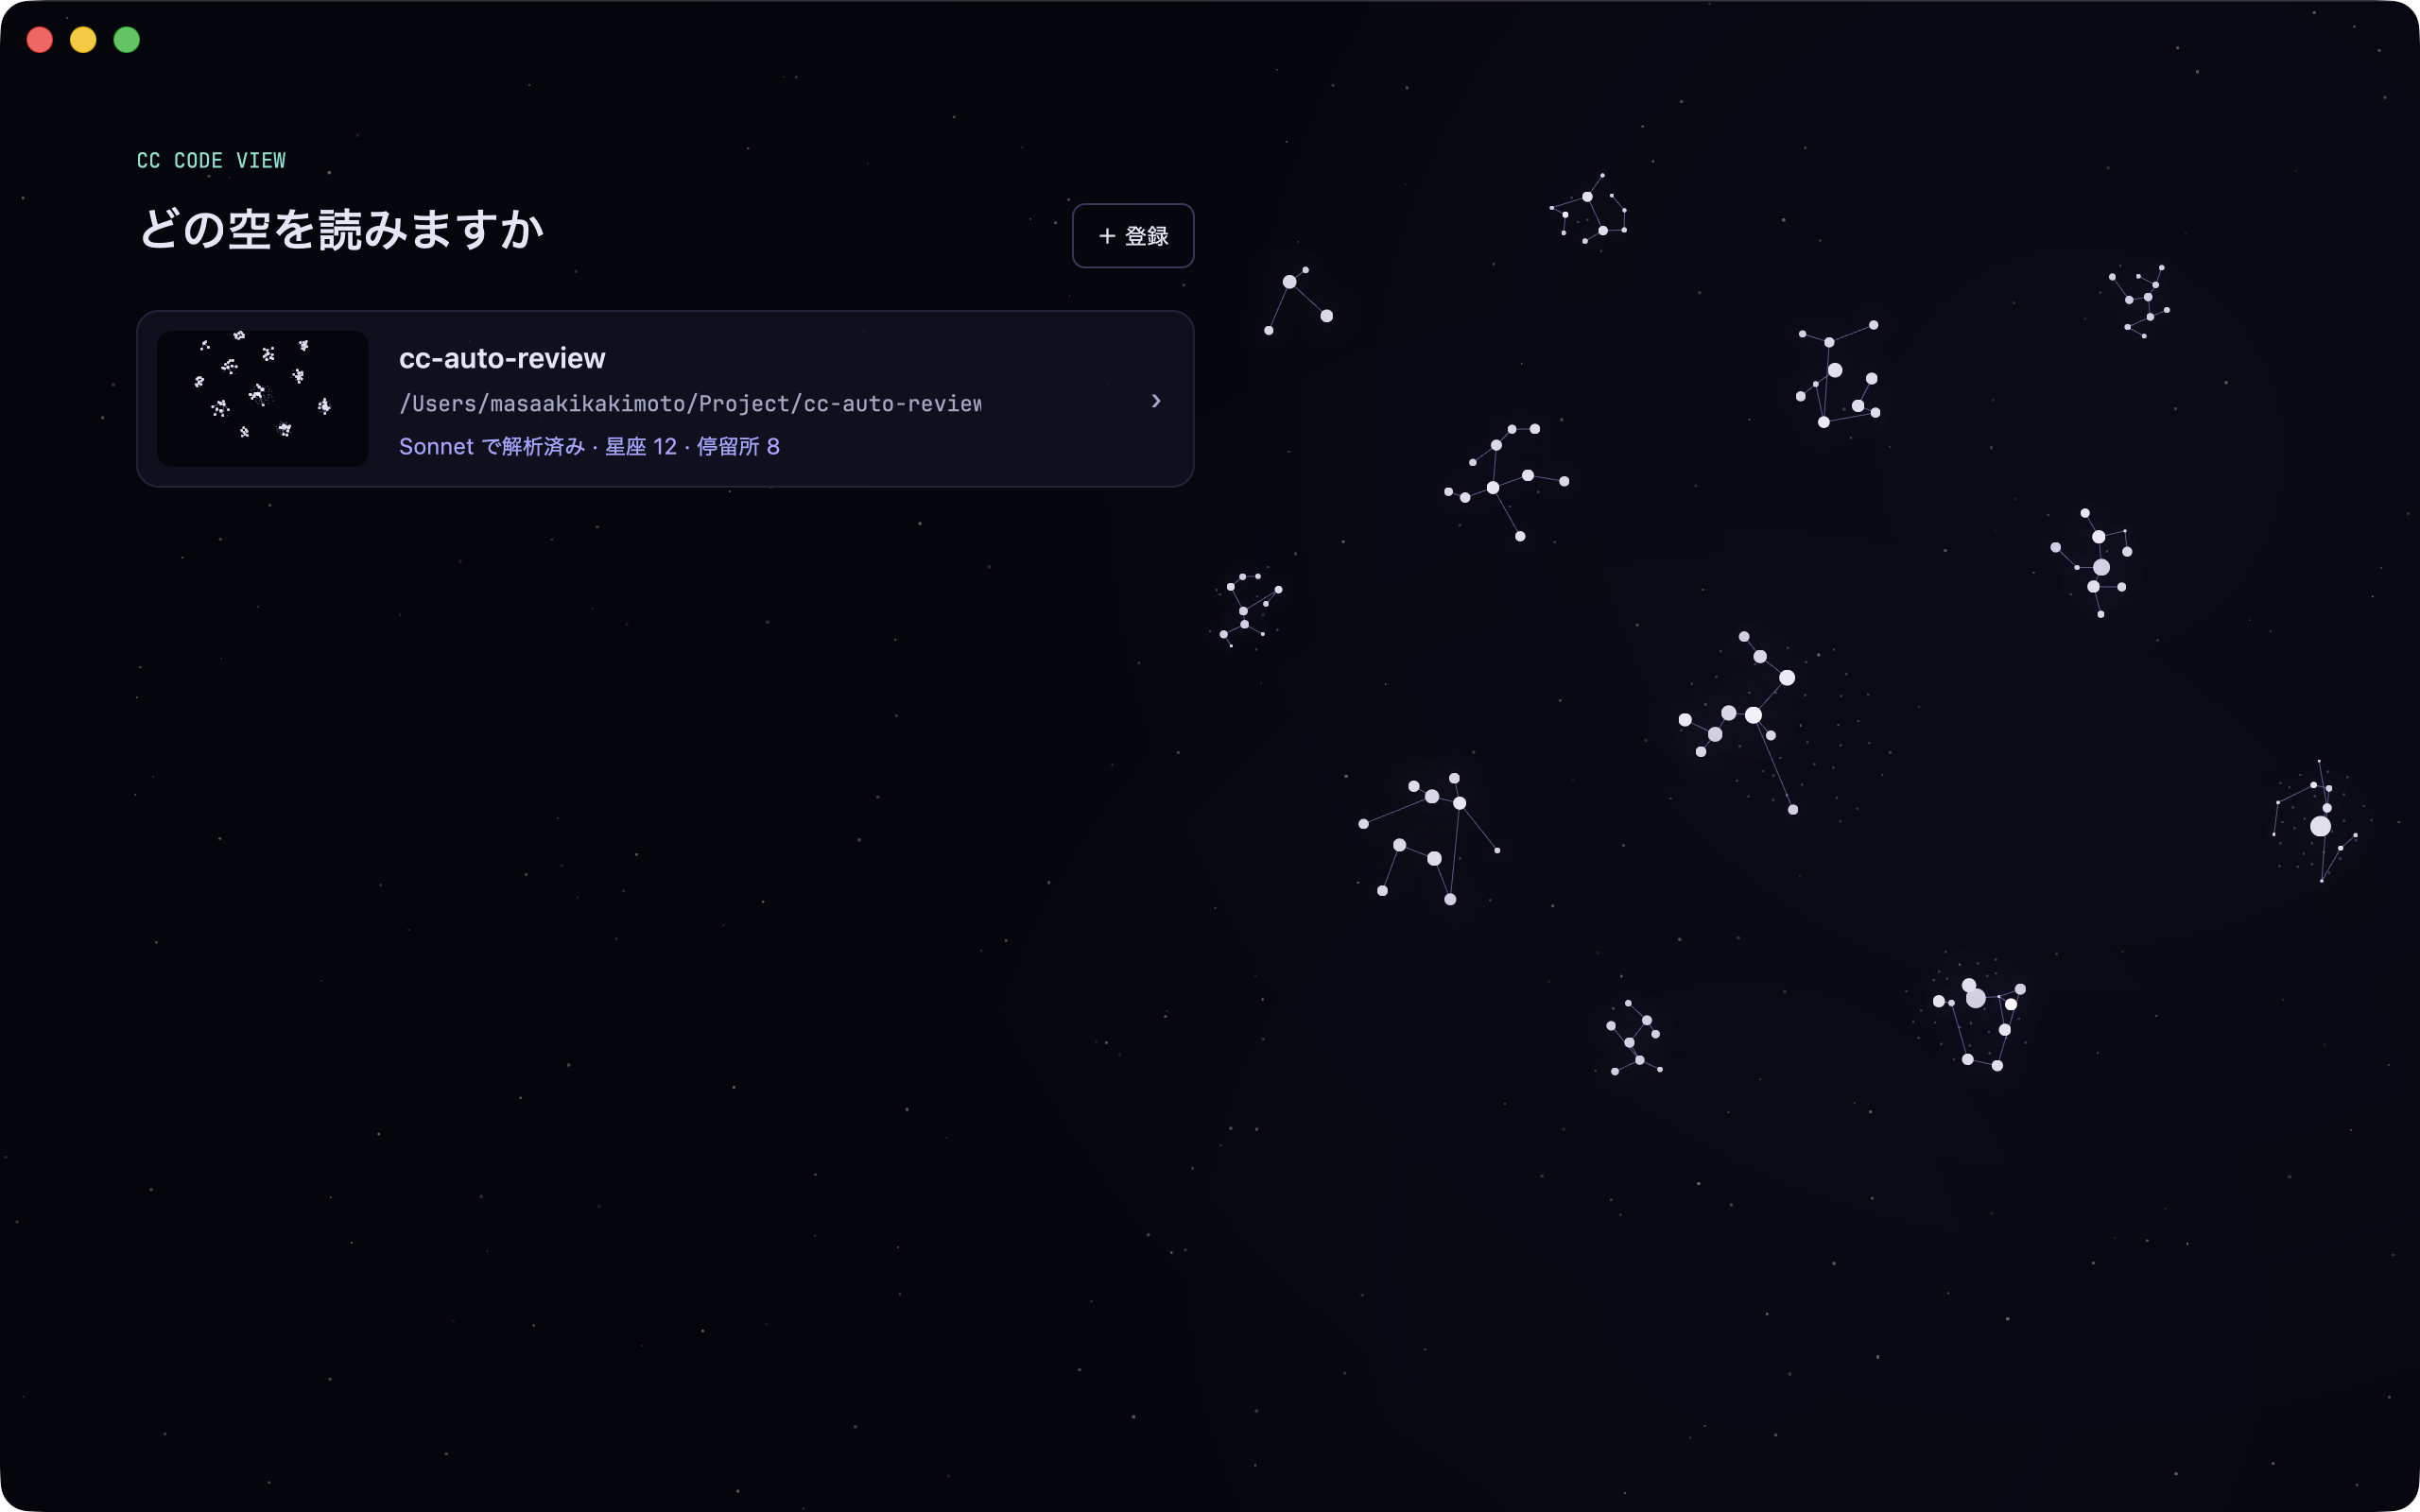 CC CODE VIEW
どの空を読みますか
+ 登録
cc-auto-review
/Users/masaakikakimoto/Project/cc-auto-review
Sonnet で解析済み · 星座 12 · 停留所 8